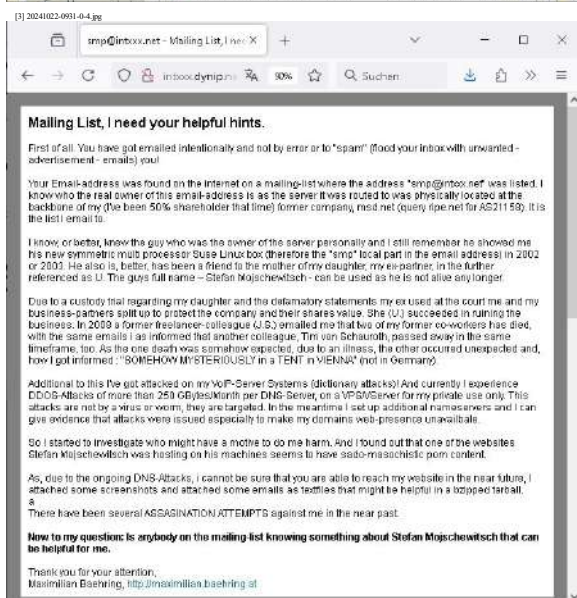 [3] 20241022-0931-0-4.jpg
smp@intxxx.net - Mailing List, I nee
90%
Suchen
Mailing List, I need your helpful hints.
First of all. You have got emailed intentionally and not by error or to "spam" (flood your inbox with unwanted -
advertisement - emails) you!
Your Email-address was found on the internet on a mailing-list where the address "smp@intoxx.net" was listed. I
know who the real owner of this email-address is as the server it was routed to was physically located at the
backbone of my (I've been 50% shareholder that time) former company, msd net (query ripe.net for AS21158). It is
the list i email to.
I know, or better, knew the guy who was the owner of the server personally and I still remember he showed me
his new symmetric multi processor Suse Linux box (therefore the "smp" local part in the email address) in 2002
or 2003. He also is, better, has been a friend to the mother of my daughter, my ex-partner, in the further
referenced as U. The guys full name – Stefan Mojschewitsch - can be used as he is not alive any longer.
Due to a custody trial regarding my daughter and the defamatory statements my ex used at the court me and my
business-partners split up to protect the company and their shares value. She (U.) succeeded in ruining the
business. In 2008 a former freelancer-colleague (J.S.) emailed me that two of my former co-workers has died,
with the same emails i as informed that another colleague, Tim von Schauroth, passed away in the same
timeframe, too. As the one death was somehow expected, due to an illness, the other occurred unexpected and,
how I got informed : "SOMEHOW MYSTERIOUSLY in a TENT in VIENNA" (not in Germany).
Additional to this I've got attacked on my VoIP-Server Systems (dictionary attacks)! And currently I experience
DDOS-Attacks of more than 250 GBytes/Month per DNS-Server, on a VPS/VServer for my private use only. This
attacks are not by a virus or worm, they are targeted. In the meantime I set up additional nameservers and I can
give evidence that attacks were issued especially to make my domains web-presence unavailbale.
So I started to investigate who might have a motive to do me harm. And I found out that one of the websites
Stefan Mojschewitsch was hosting on his machines seems to have sado-masochistic porn content.
As, due to the ongoing DNS-Attacks, i cannot be sure that you are able to reach my website in the near future, I
attached some screenshots and attached some emails as textfiles that might be helpful in a bzipped tarball.
a
There have been several ASSASINATION ATTEMPTS against me in the near past.
Now to my question: Is anybody on the mailing-list knowing something about Stefan Mojschewitsch that can
be helpful for me.
Thank you for your attention,
Maximilian Baehring, http://maximilian.baehring.at